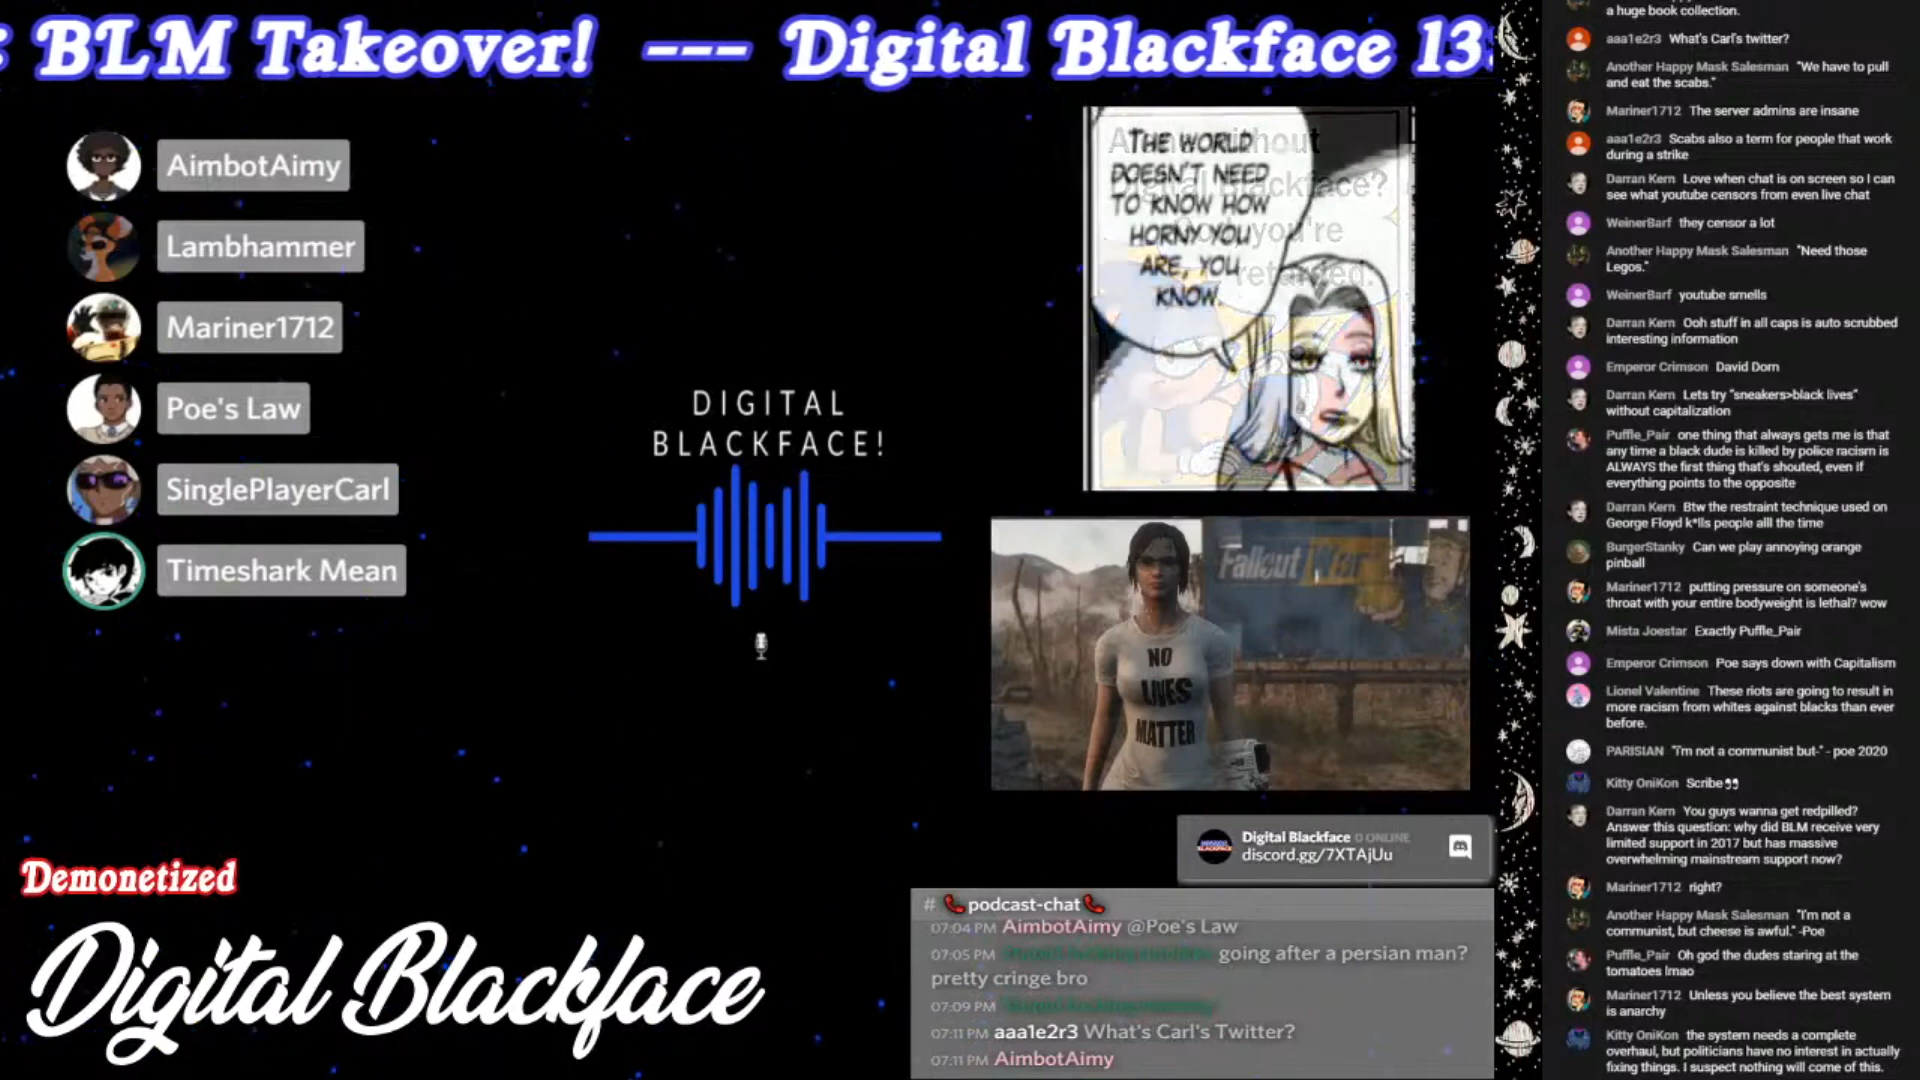 BLM Takeover! --- Digital Blackface 13
AimbotAimy
Lambhammer
Mariner1712
Poe's Law
SinglePlayerCarl
Timeshark Mean
DIGITAL
BLACKFACE!
THE WORLD
DOESN'T NEED
TO KNOW HOW
HORNY YOU
ARE, YOU
KNOW.
Blackface?
you're
retarded.
Fallout
NO
LIVES
MATTER
Demonetized
Digital Blackface
Digital Blackface 0 ONLINE
discord.gg/7XTAjUu
# podcast-chat
07:04 PM AimbotAimy @Poe's Law
07:05 PM going after a persian man?
pretty cringe bro
07:09 PM
07:11 PM aaa1e2r3 What's Carl's Twitter?
07:11 PM AimbotAimy
a huge book collection.
aaa1e2r3 What's Carl's twitter?
Another Happy Mask Salesman "We have to pull
and eat the scabs."
Mariner1712 The server admins are insane
aaa1e2r3 Scabs also a term for people that work
during a strike
Darran Kern Love when chat is on screen so I can
see what youtube censors from even live chat
WeinerBarf they censor a lot
Another Happy Mask Salesman "Need those
Legos."
WeinerBarf youtube smells
Darran Kern Ooh stuff in all caps is auto scrubbed
interesting information
Emperor Crimson David Dorn
Darran Kern Lets try "sneakers>black lives"
without capitalization
Puffle_Pair one thing that always gets me is that
any time a black dude is killed by police racism is
ALWAYS the first thing that's shouted, even if
everything points to the opposite
Darran Kern Btw the restraint technique used on
George Floyd k*lls people alll the time
BurgerStanky Can we play annoying orange
pinball
Mariner1712 putting pressure on someone's
throat with your entire bodyweight is lethal? wow
Mista Joestar Exactly Puffle_Pair
Emperor Crimson Poe says down with Capitalism
Lionel Valentine These riots are going to result in
more racism from whites against blacks than ever
before.
PARISIAN "i'm not a communist but-" - poe 2020
Kitty OniKon Scribe
Darran Kern You guys wanna get redpilled?
Answer this question: why did BLM receive very
limited support in 2017 but has massive
overwhelming mainstream support now?
Mariner1712 right?
Another Happy Mask Salesman "I'm not a
communist, but cheese is awful." -Poe
Puffle_Pair Oh god the dudes staring at the
tomatoes lmao
Mariner1712 Unless you believe the best system
is anarchy
Kitty OniKon the system needs a complete
overhaul, but politicians have no interest in actually
fixing things. I suspect nothing will come of this.